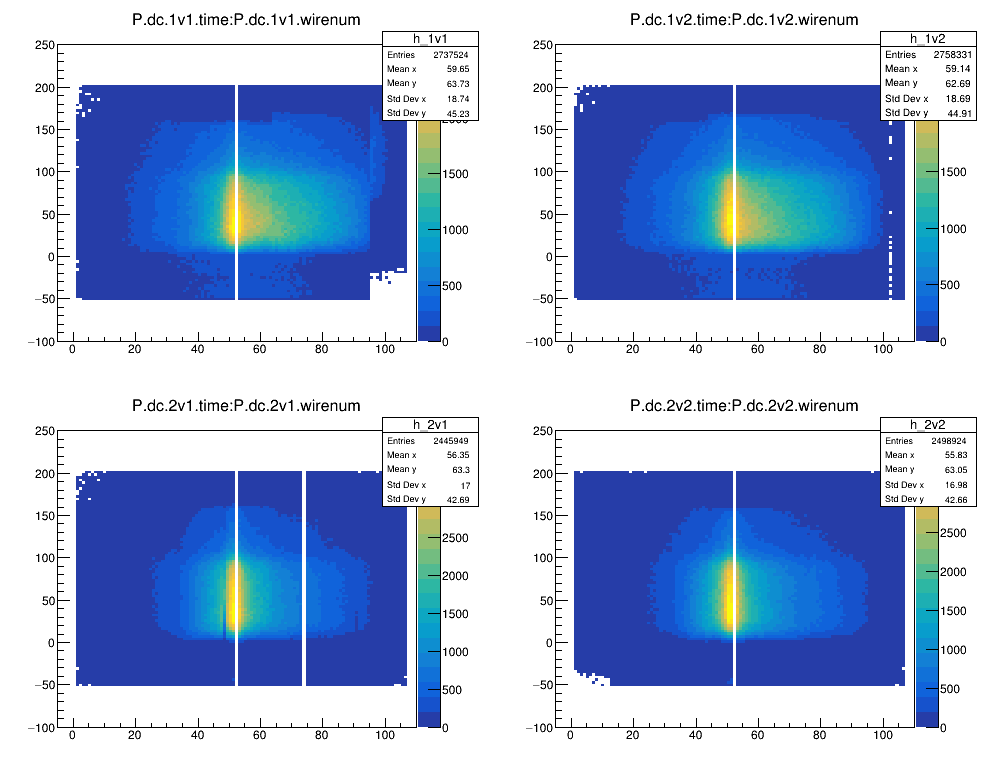 P.dc.1v1.time:P.dc.1v1.wirenum
h_1v1
Entries 2737524
Mean x 59.65
Mean y 63.73
Std Dev x 18.74
Std Dev y 45.23
250
200
150
100
50
0
−50
−100
0 20 40 60 80 100
1500
1000
500
0
P.dc.1v2.time:P.dc.1v2.wirenum
h_1v2
Entries 2758331
Mean x 59.14
Mean y 62.69
Std Dev x 18.69
Std Dev y 44.91
250
200
150
100
50
0
−50
−100
0 20 40 60 80 100
1500
1000
500
0
P.dc.2v1.time:P.dc.2v1.wirenum
h_2v1
Entries 2445949
Mean x 56.35
Mean y 63.3
Std Dev x 17
Std Dev y 42.69
250
200
150
100
50
0
−50
−100
0 20 40 60 80 100
2500
2000
1500
1000
500
0
P.dc.2v2.time:P.dc.2v2.wirenum
h_2v2
Entries 2498924
Mean x 55.83
Mean y 63.05
Std Dev x 16.98
Std Dev y 42.66
250
200
150
100
50
0
−50
−100
0 20 40 60 80 100
2500
2000
1500
1000
500
0